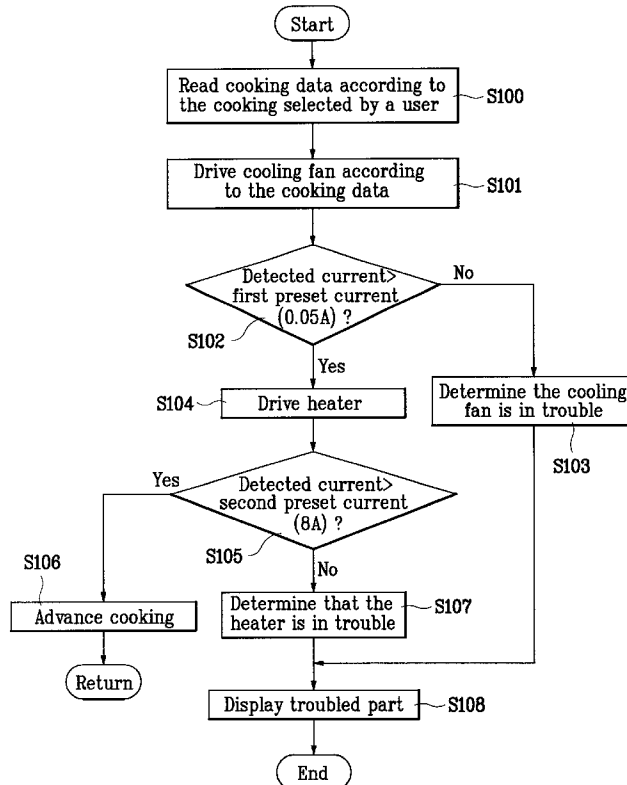 Start
Read cooking data according to
the cooking selected by a user
S100
Drive cooling fan according
to the cooking data
S101
Detected current>
first preset current
(0.05A) ?
S102
No
Yes
S104
Drive heater
Determine the cooling
fan is in trouble
S103
Yes
Detected current>
second preset current
(8A) ?
S105
S106
No
Advance cooking
Determine that the
heater is in trouble
S107
Return
Display troubled part
S108
End